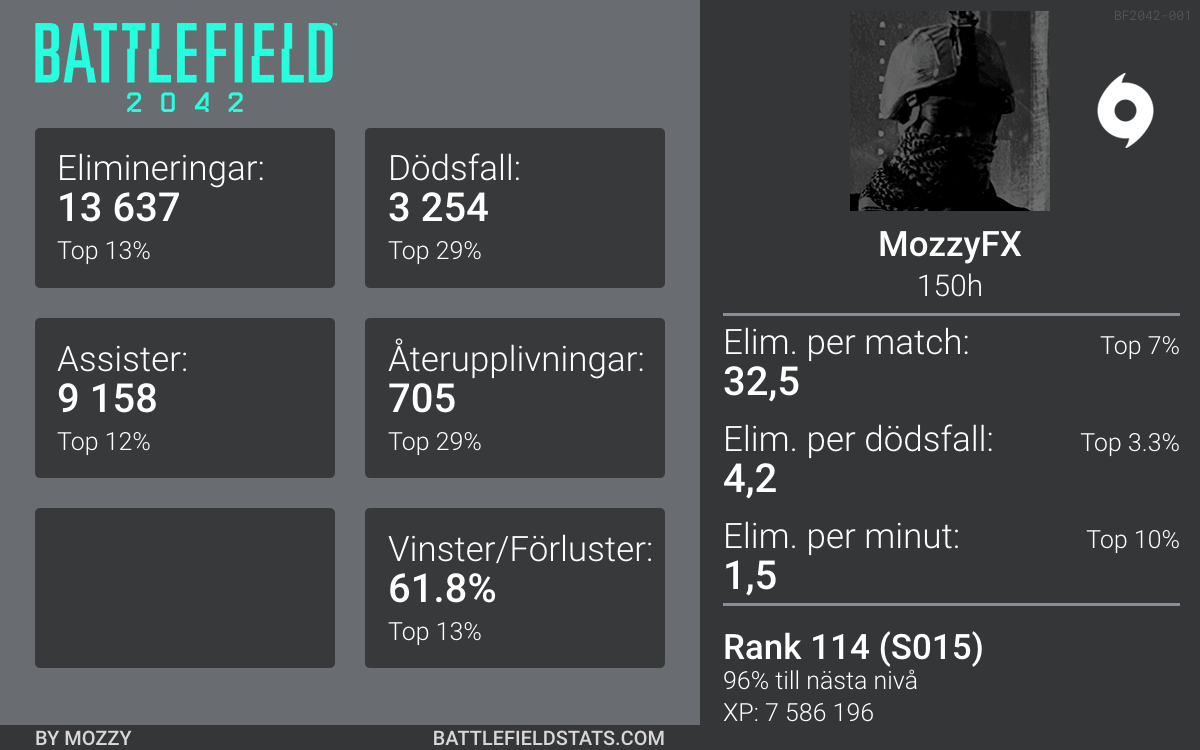 BATTLEFIELD
2042
Elimineringar:
13 637
Top 13%
Dödsfall:
3 254
Top 29%
Assister:
9 158
Top 12%
Återupplivningar:
705
Top 29%
Vinster/Förluster:
61.8%
Top 13%
BY MOZZY
BATTLEFIELDSTATS.COM
BF2042-001
MozzyFX
150h
Elim. per match:
Top 7%
32,5
Elim. per dödsfall:
Top 3.3%
4,2
Elim. per minut:
Top 10%
1,5
Rank 114 (S015)
96% till nästa nivå
XP: 7 586 196